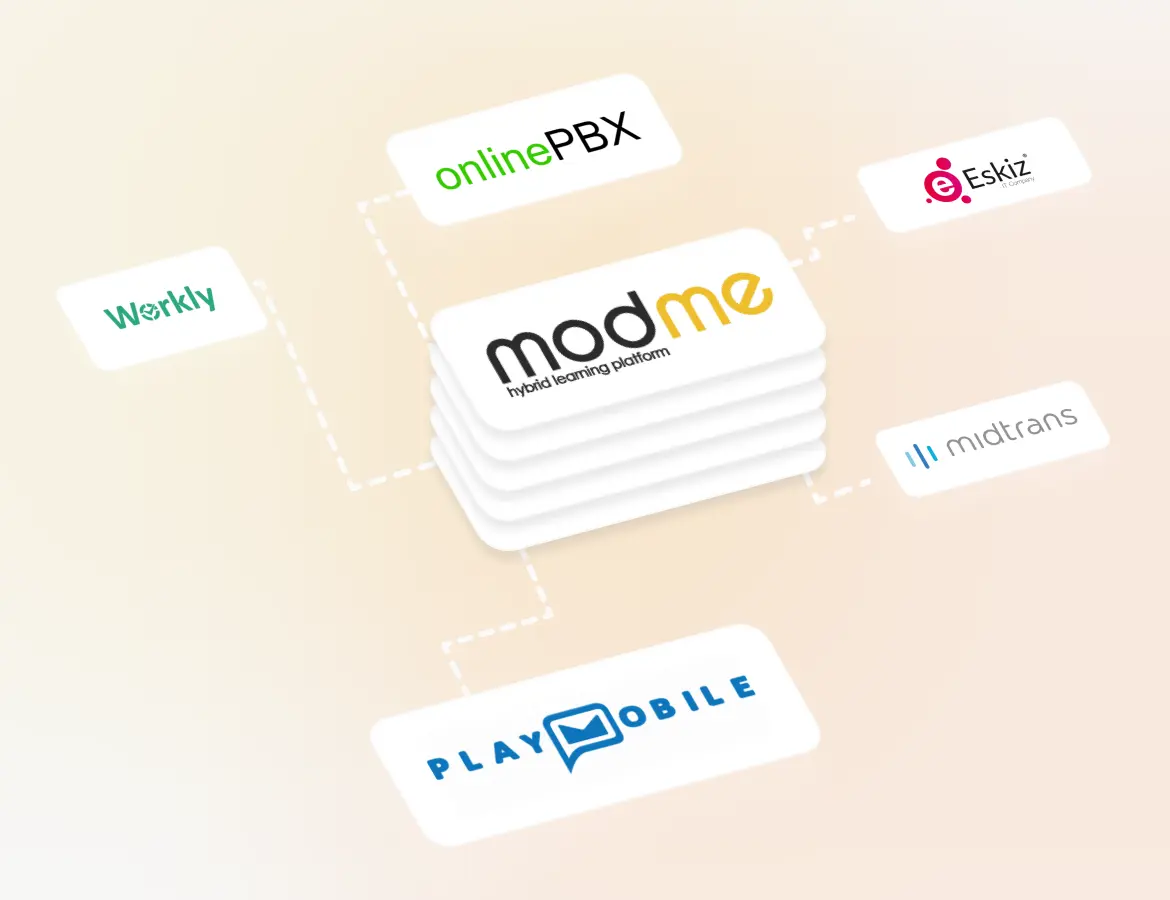 onlinePBX
e Eskiz®
IT Company
Workly
modme
hybrid learning platform
midtrans
PLAYMOBILE